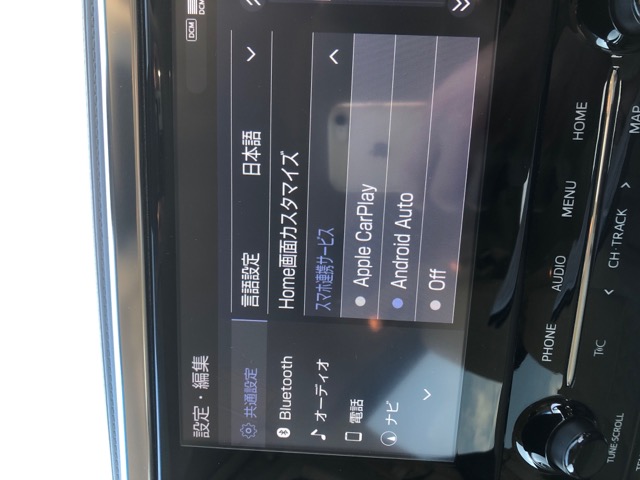 DCM
DCM
設定・編集
共通設定
Bluetooth
オーディオ
電話
ナビ
言語設定 日本語
Home画面カスタマイズ
スマホ連携サービス
Apple CarPlay
Android Auto
Off
PHONE AUDIO MENU HOME
CH・TRACK
MAP
TUNE・SCROLL